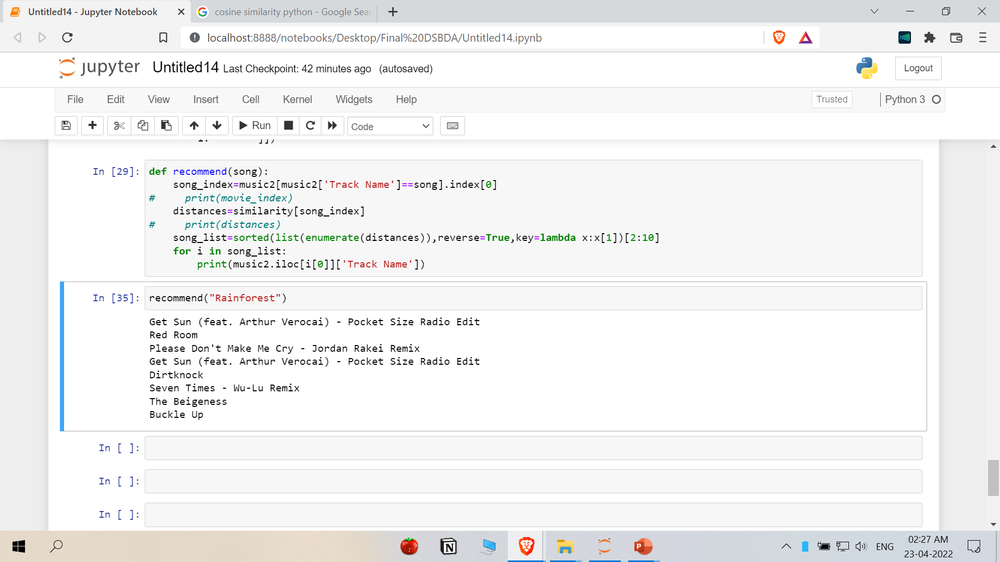 Untitled14 - Jupyter Notebook
cosine similarity python - Google Sear
localhost:8888/notebooks/Desktop/Final%20DSBDA/Untitled14.ipynb
jupyter Untitled14 Last Checkpoint: 42 minutes ago (autosaved)
Logout
File Edit View Insert Cell Kernel Widgets Help
Trusted Python 3
Run
Code
In [29]:
def recommend(song):
    song_index=music2[music2['Track Name']==song].index[0]
#     print(movie_index)
    distances=similarity[song_index]
#     print(distances)
    song_list=sorted(list(enumerate(distances)),reverse=True,key=lambda x:x[1])[2:10]
    for i in song_list:
        print(music2.iloc[i[0]]['Track Name'])
In [35]:
recommend("Rainforest")
Get Sun (feat. Arthur Verocai) - Pocket Size Radio Edit
Red Room
Please Don't Make Me Cry - Jordan Rakei Remix
Get Sun (feat. Arthur Verocai) - Pocket Size Radio Edit
Dirtknock
Seven Times - Wu-Lu Remix
The Beigeness
Buckle Up
In [ ]:
In [ ]:
In [ ]:
ENG
02:27 AM
23-04-2022